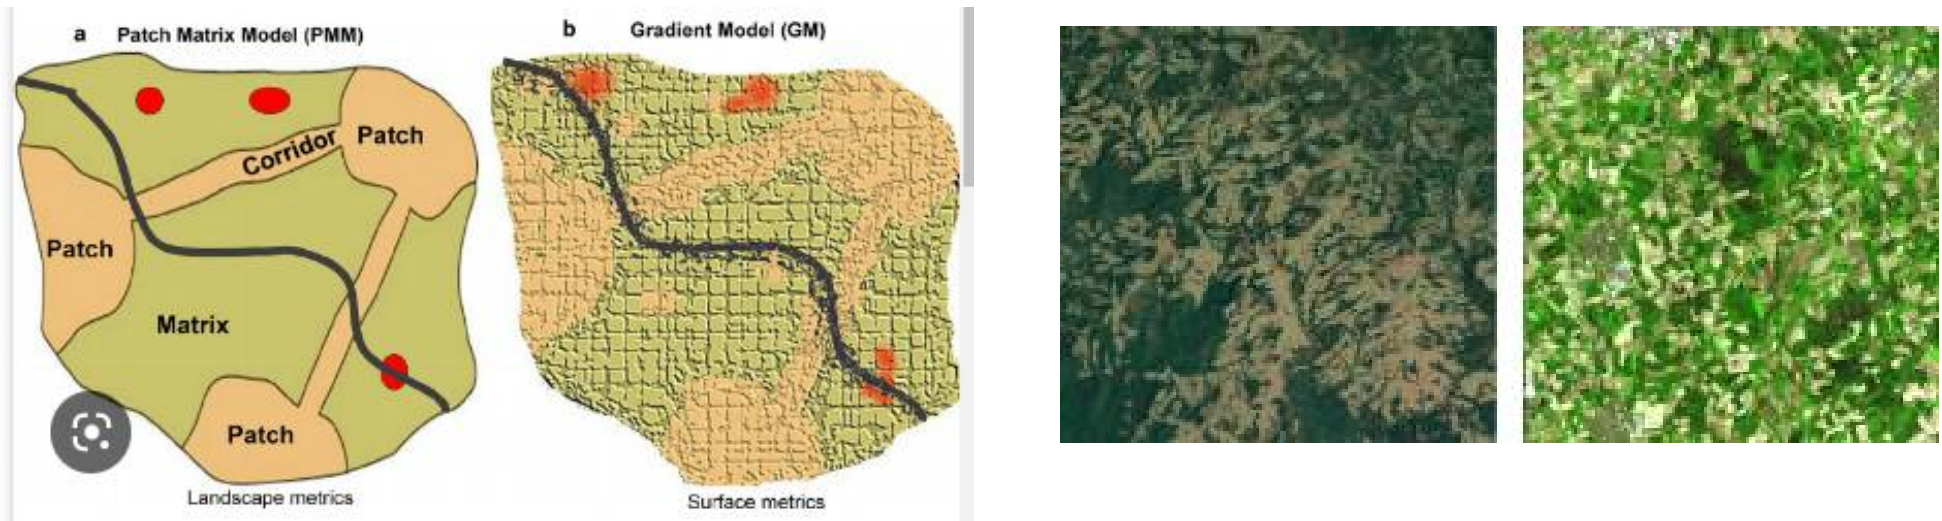 a Patch Matrix Model (PMM)
Corridor
Patch
Patch
Matrix
Patch
Landscape metrics
b Gradient Model (GM)
Surface metrics